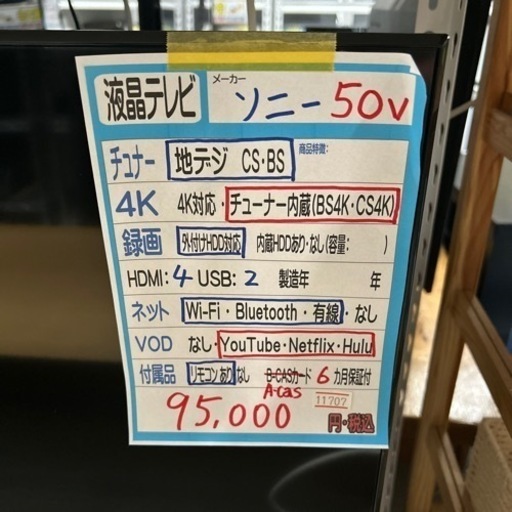 液晶テレビ メーカー ソニー 50v
チュナー 地デジ CS・BS 商品特徴:
4K 4K対応・チューナー内蔵(BS4K・CS4K)
録画 外付けHDD対応 内蔵HDDあり・なし(容量: )
HDMI: 4 USB: 2 製造年 年
ネット Wi-Fi・Bluetooth・有線・なし
VOD なし・YouTube・Netflix・Hulu
付属品 リモコンあり なし B-CASカード 6カ月保証付
A-cas
11707
95,000 円・税込